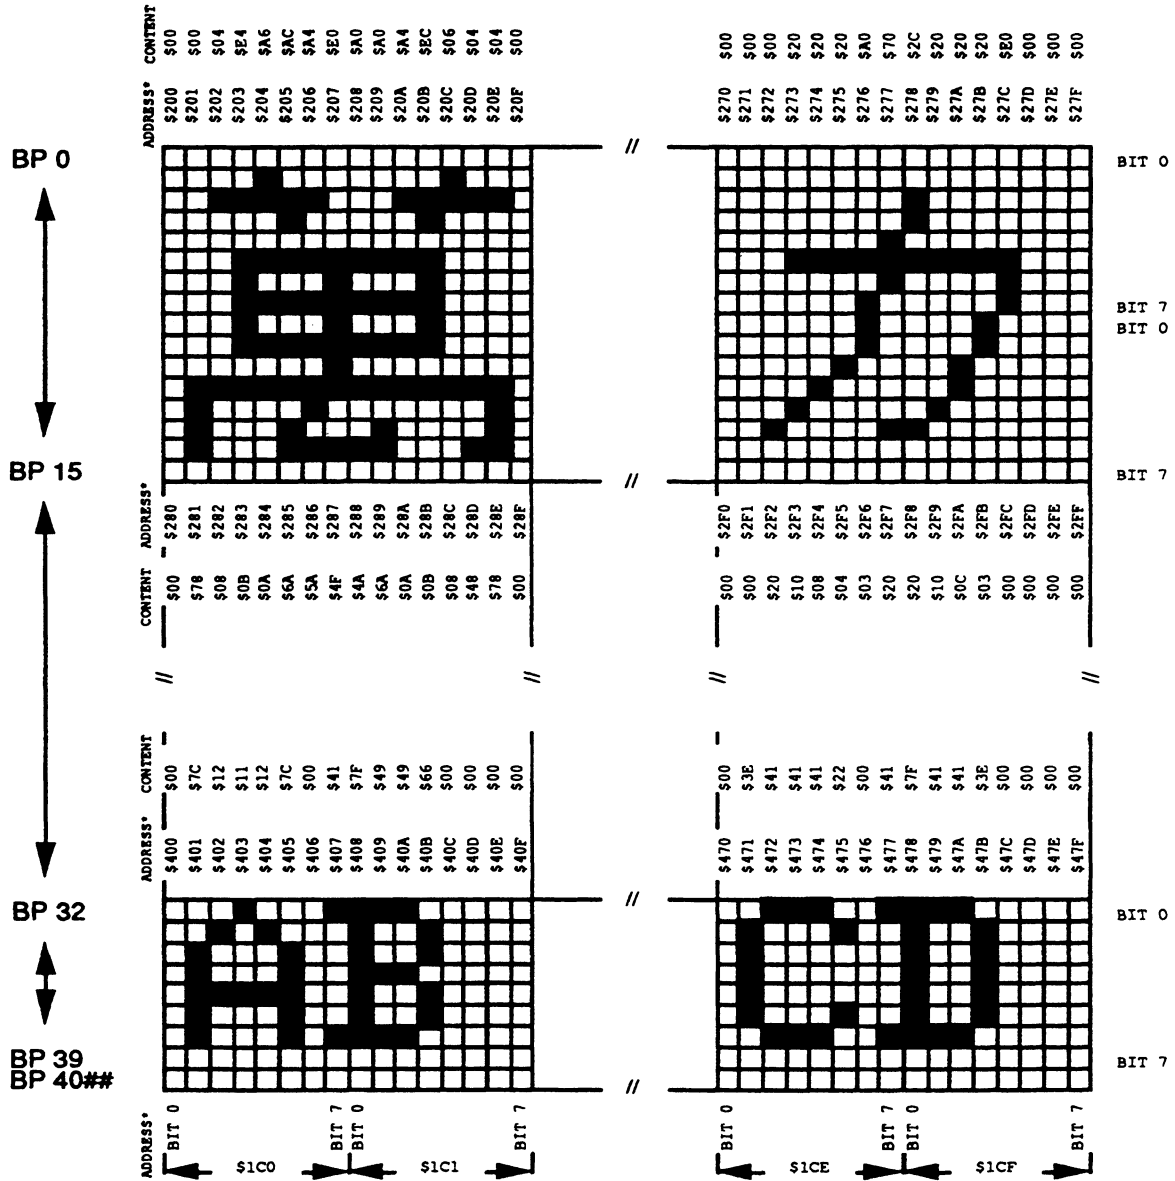 CONTENT $00 $00 $04 $E4 $A6 $AC $A4 $E0 $A0 $A0 $A4 $EC $06 $04 $04 $00 $00 $00 $00 $20 $20 $20 $A0 $70 $2C $20 $20 $20 $E0 $00 $00 $00
ADDRESS* $200 $201 $202 $203 $204 $205 $206 $207 $208 $209 $20A $20B $20C $20D $20E $20F // $270 $271 $272 $273 $274 $275 $276 $277 $278 $279 $27A $27B $27C $27D $27E $27F
BP 0 BIT 0
BIT 7
BIT 0
BP 15 // BIT 7
ADDRESS* $280 $281 $282 $283 $284 $285 $286 $287 $288 $289 $28A $28B $28C $28D $28E $28F $2F0 $2F1 $2F2 $2F3 $2F4 $2F5 $2F6 $2F7 $2F8 $2F9 $2FA $2FB $2FC $2FD $2FE $2FF
CONTENT $00 $78 $08 $0B $0A $6A $5A $4F $4A $6A $0A $0B $08 $48 $78 $00 $00 $00 $20 $10 $08 $04 $03 $20 $20 $10 $0C $03 $00 $00 $00 $00
// // // //
CONTENT $00 $7C $12 $11 $12 $7C $00 $41 $7F $49 $49 $66 $00 $00 $00 $00 $00 $3E $41 $41 $41 $22 $00 $41 $7F $41 $41 $3E $00 $00 $00 $00
ADDRESS* $400 $401 $402 $403 $404 $405 $406 $407 $408 $409 $40A $40B $40C $40D $40E $40F $470 $471 $472 $473 $474 $475 $476 $477 $478 $479 $47A $47B $47C $47D $47E $47F
BP 32 // BIT 0
A B C D
BP 39 BIT 7
BP 40## //
ADDRESS* BIT 0 BIT 7 BIT 0 BIT 7 BIT 0 BIT 7 BIT 0 BIT 7
$1C0 $1C1 $1CE $1CF